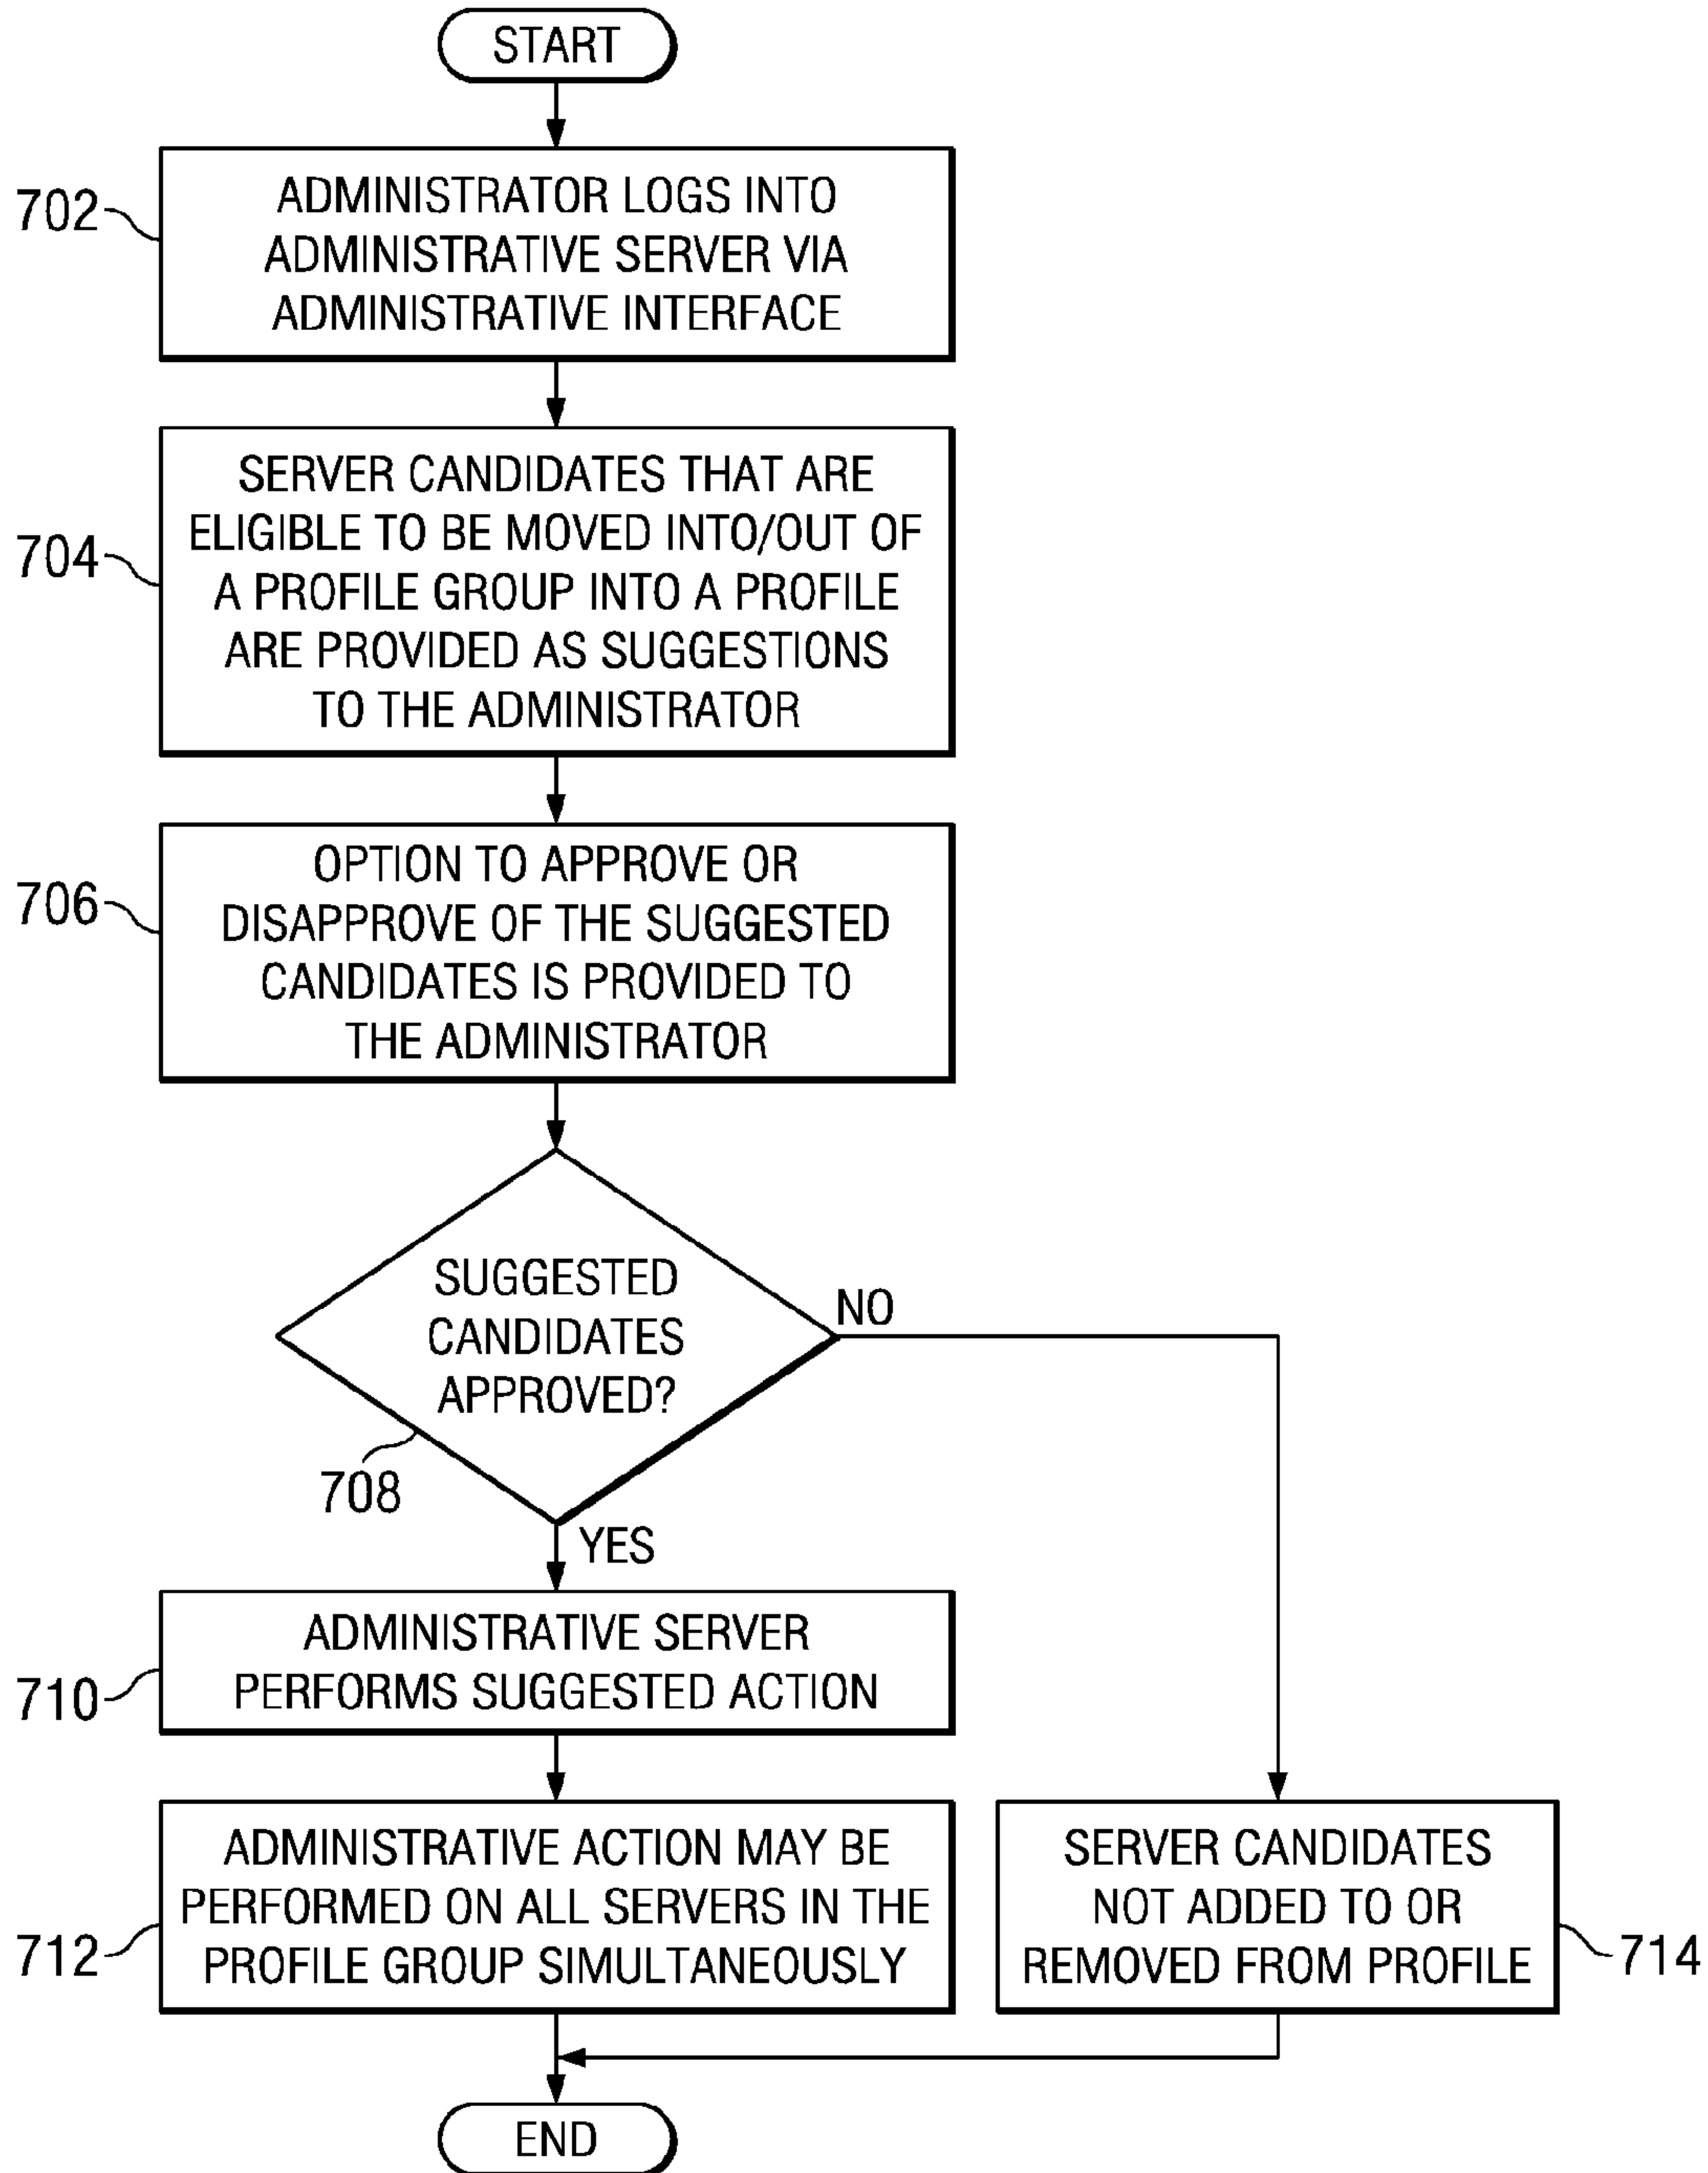 START
702
ADMINISTRATOR LOGS INTO
ADMINISTRATIVE SERVER VIA
ADMINISTRATIVE INTERFACE
704
SERVER CANDIDATES THAT ARE
ELIGIBLE TO BE MOVED INTO/OUT OF
A PROFILE GROUP INTO A PROFILE
ARE PROVIDED AS SUGGESTIONS
TO THE ADMINISTRATOR
706
OPTION TO APPROVE OR
DISAPPROVE OF THE SUGGESTED
CANDIDATES IS PROVIDED TO
THE ADMINISTRATOR
SUGGESTED
CANDIDATES
APPROVED?
NO
708
YES
710
ADMINISTRATIVE SERVER
PERFORMS SUGGESTED ACTION
712
ADMINISTRATIVE ACTION MAY BE
PERFORMED ON ALL SERVERS IN THE
PROFILE GROUP SIMULTANEOUSLY
SERVER CANDIDATES
NOT ADDED TO OR
REMOVED FROM PROFILE
714
END